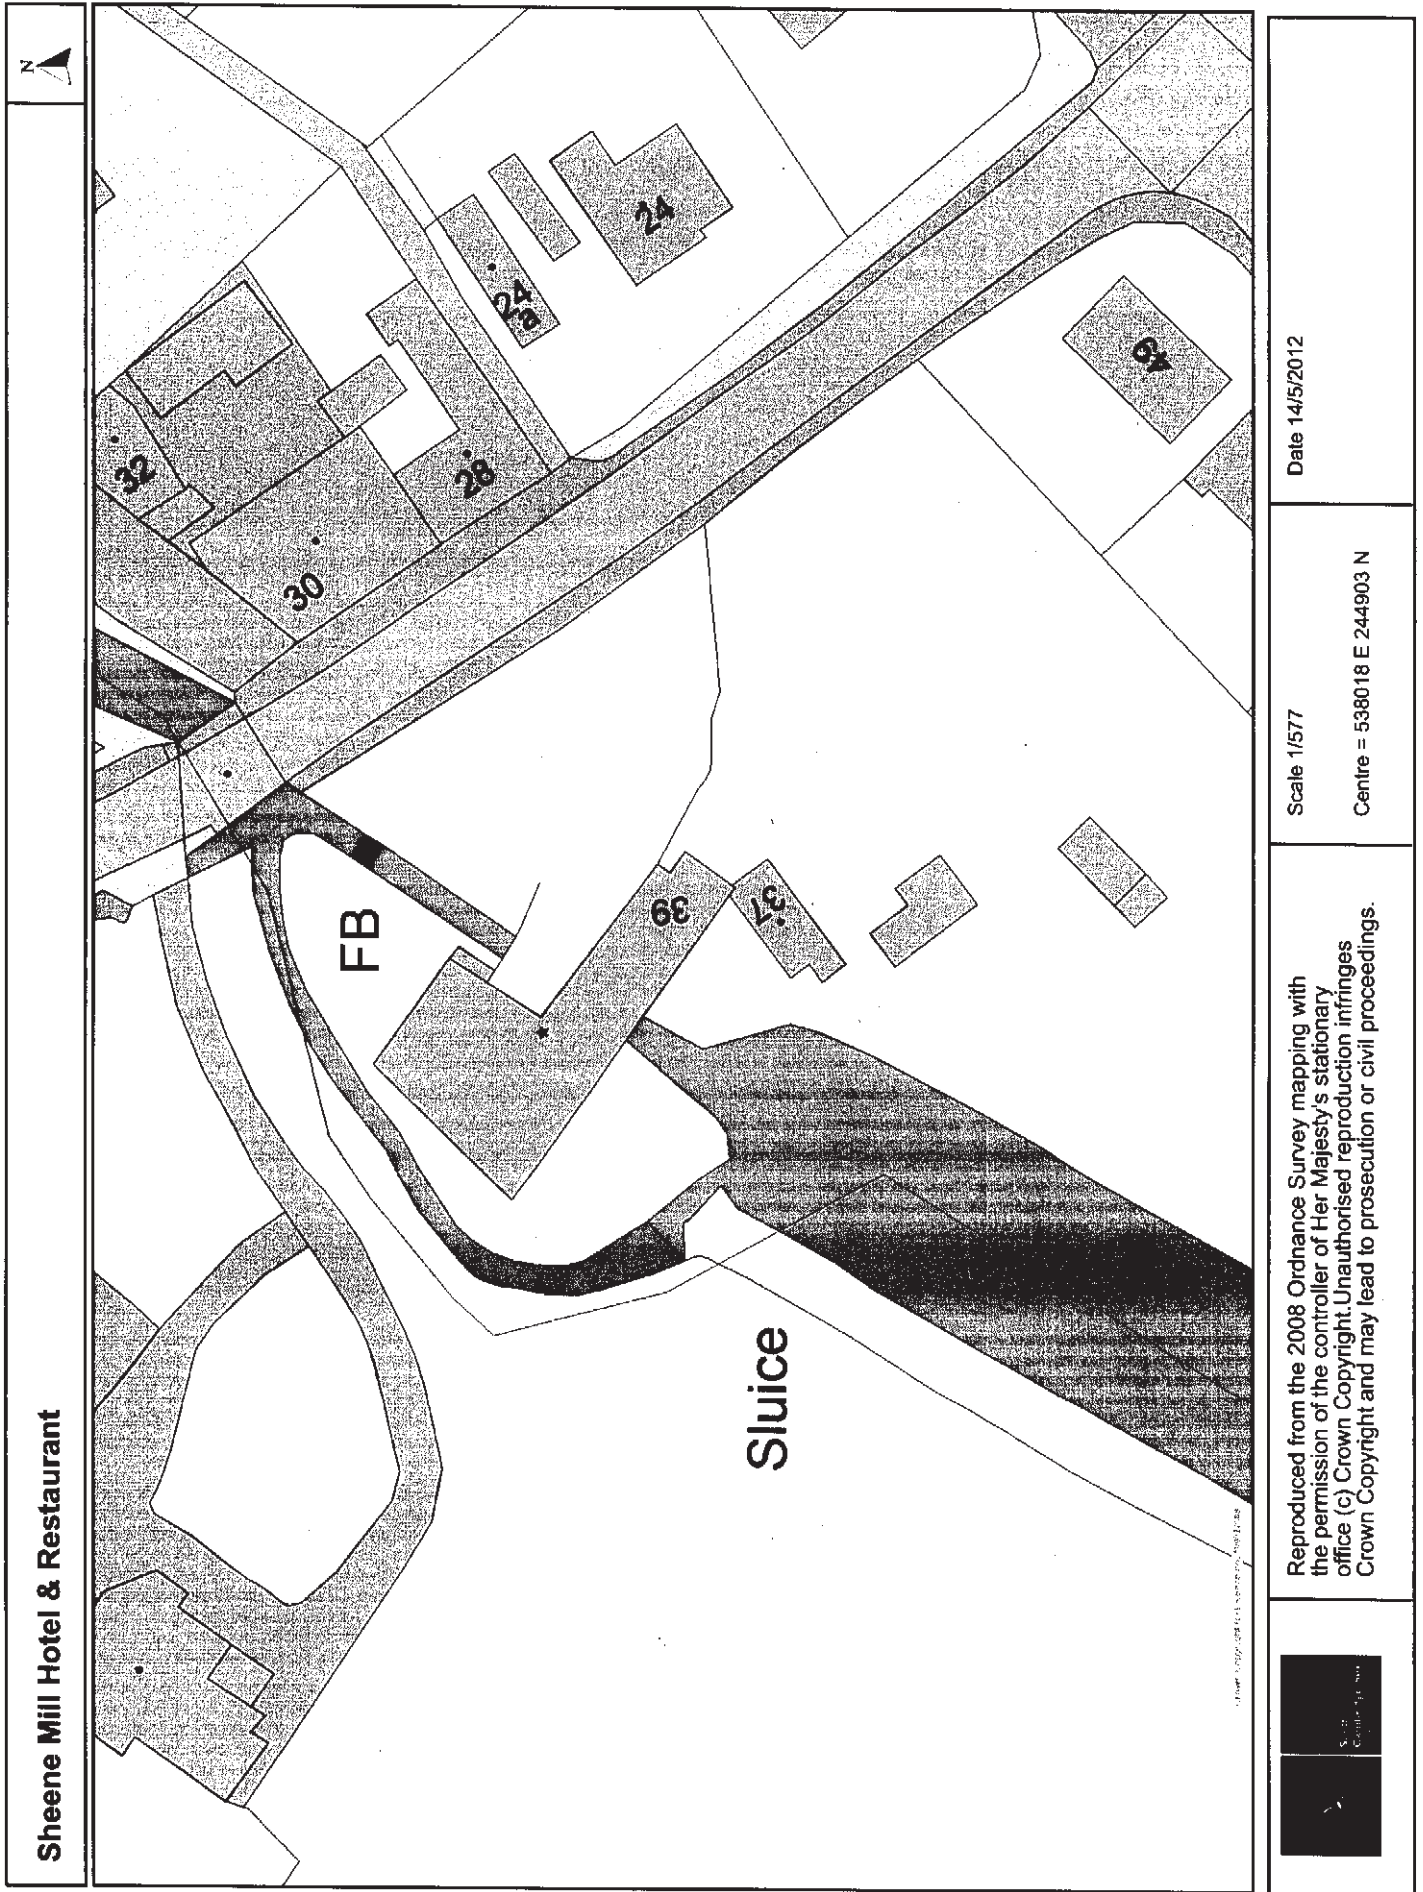 Sheene Mill Hotel & Restaurant
N
32
30
28
24
a
24
49
FB
39
37
Sluice
Reproduced from the 2008 Ordnance Survey mapping with
the permission of the controller of Her Majesty's stationary
office (c) Crown Copyright.Unauthorised reproduction infringes
Crown Copyright and may lead to prosecution or civil proceedings.
Scale 1/577
Centre = 538018 E 244903 N
Date 14/5/2012